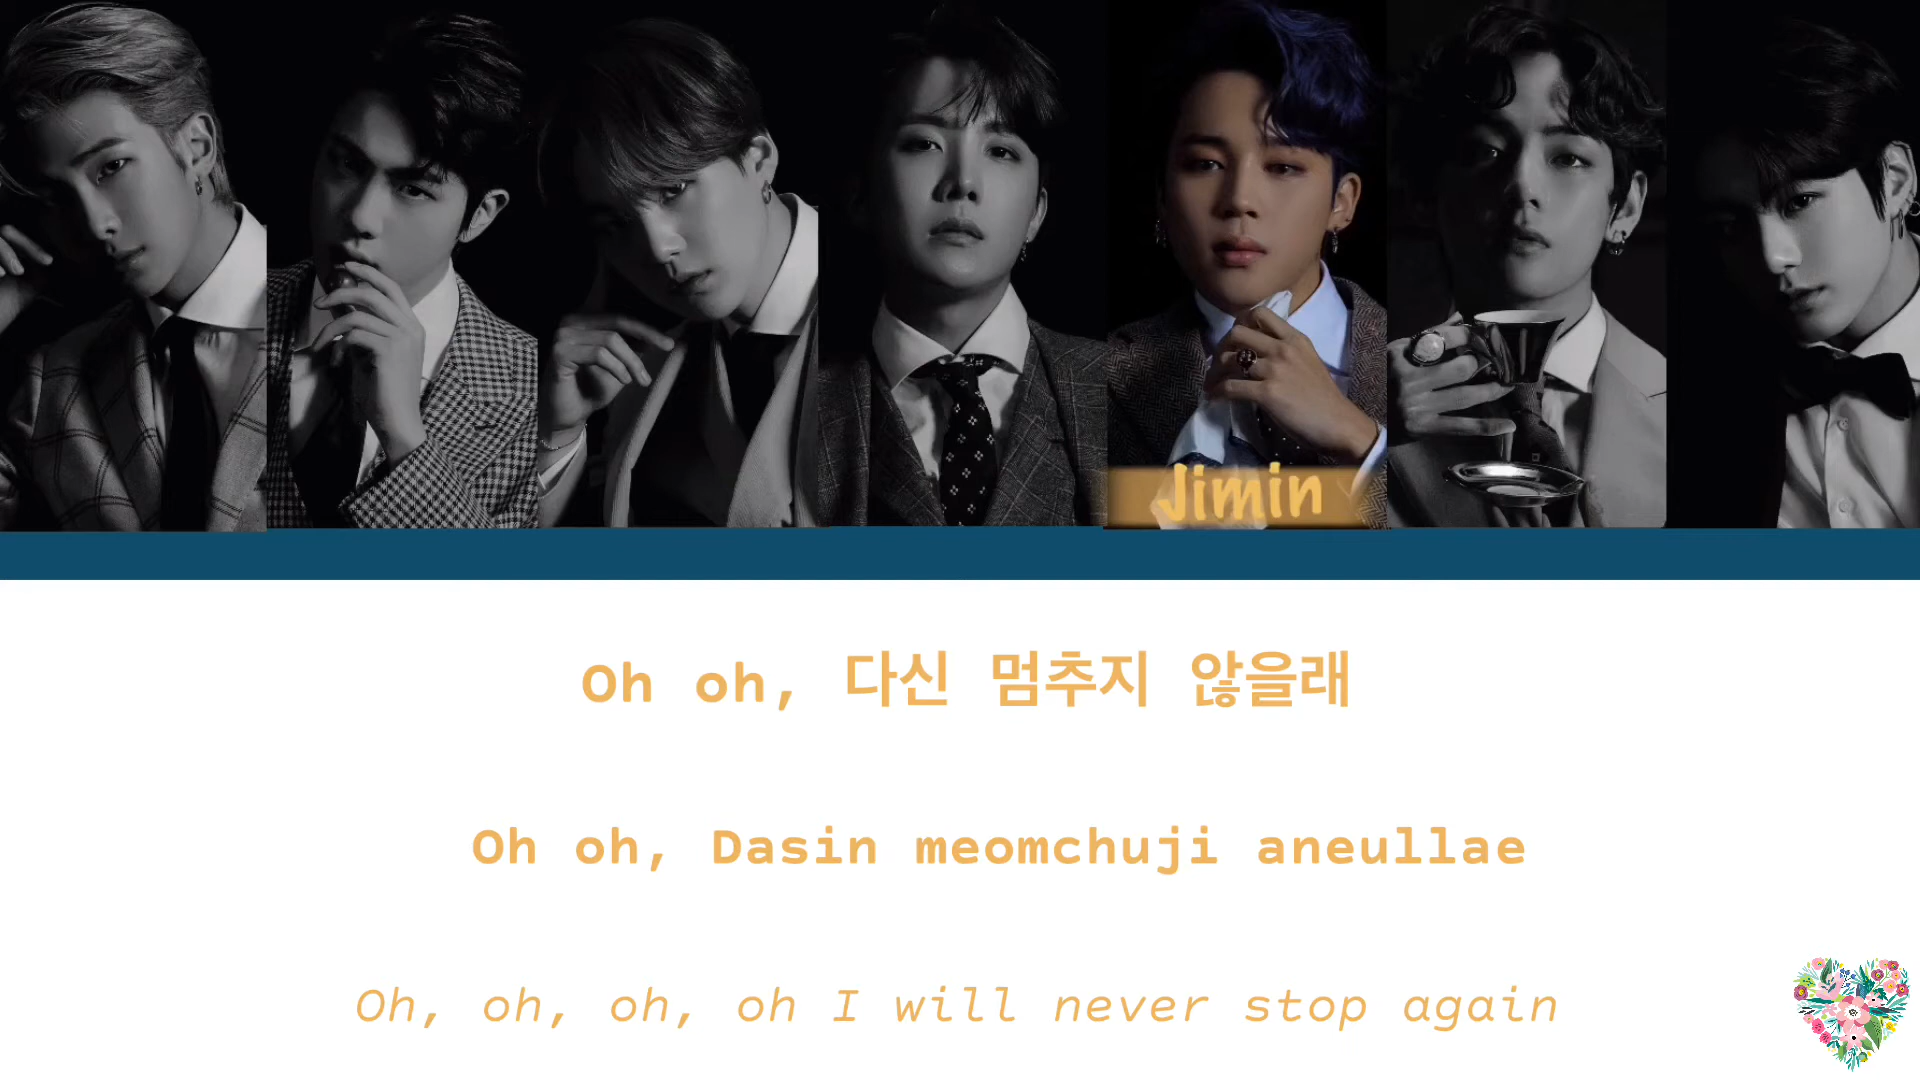 Jimin
Oh oh, 다신 멈추지 않을래
Oh oh, Dasin meomchuji aneullae
Oh, oh, oh, oh I will never stop again